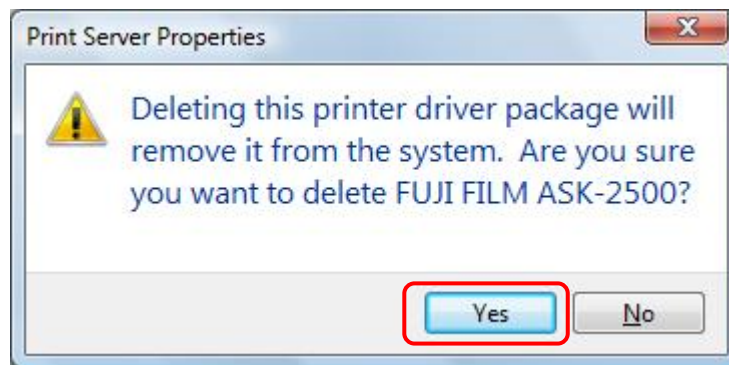 Print Server Properties
Deleting this printer driver package will
remove it from the system.  Are you sure
you want to delete FUJI FILM ASK-2500?
Yes
No